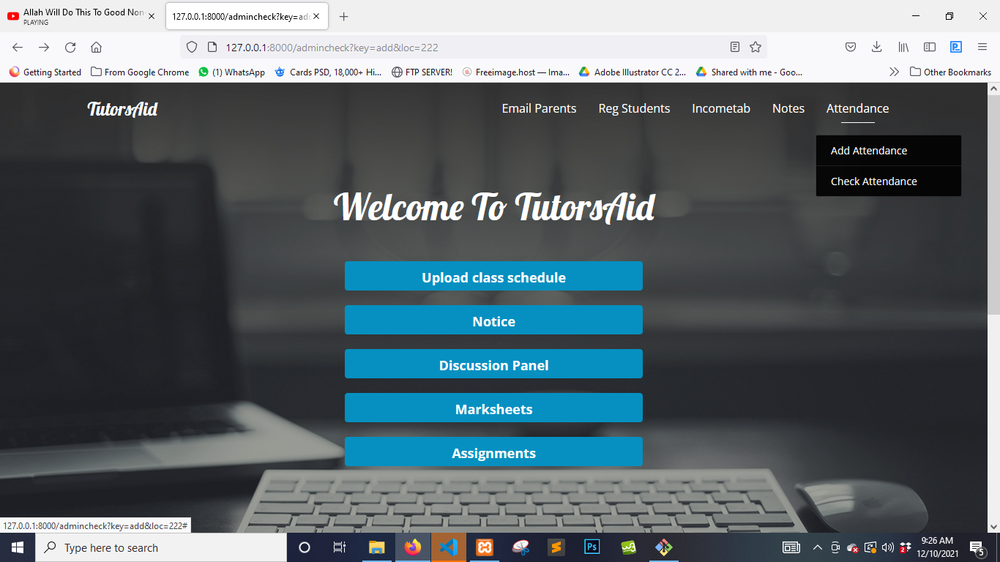 Allah Will Do This To Good Non-
PLAYING
127.0.0.1:8000/admincheck?key=add
127.0.0.1:8000/admincheck?key=add&loc=222
Getting Started
From Google Chrome
(1) WhatsApp
Cards PSD, 18,000+ Hi...
FTP SERVER!
Freeimage.host — Ima...
Adobe Illustrator CC 2...
Shared with me - Goo...
Other Bookmarks
TutorsAid
Email Parents
Reg Students
Incometab
Notes
Attendance
Add Attendance
Check Attendance
Welcome To TutorsAid
Upload class schedule
Notice
Discussion Panel
Marksheets
Assignments
127.0.0.1:8000/admincheck?key=add&loc=222#
Type here to search
Ps
2
9:26 AM
12/10/2021
5